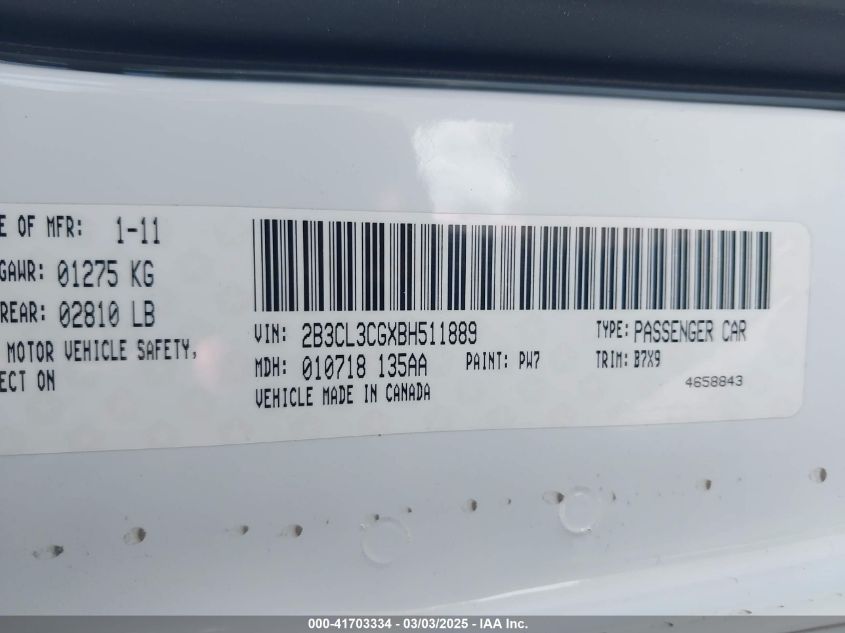 E OF MFR: 1-11
GAWR: 01275 KG
REAR: 02810 LB
MOTOR VEHICLE SAFETY,
ECT ON
VIN: 2B3CL3CGXBH511889
TYPE: PASSENGER CAR
MDH: 010718 135AA
PAINT: PW7
TRIM: B7X9
VEHICLE MADE IN CANADA
4658843
000-41703334 - 03/03/2025 - IAA Inc.